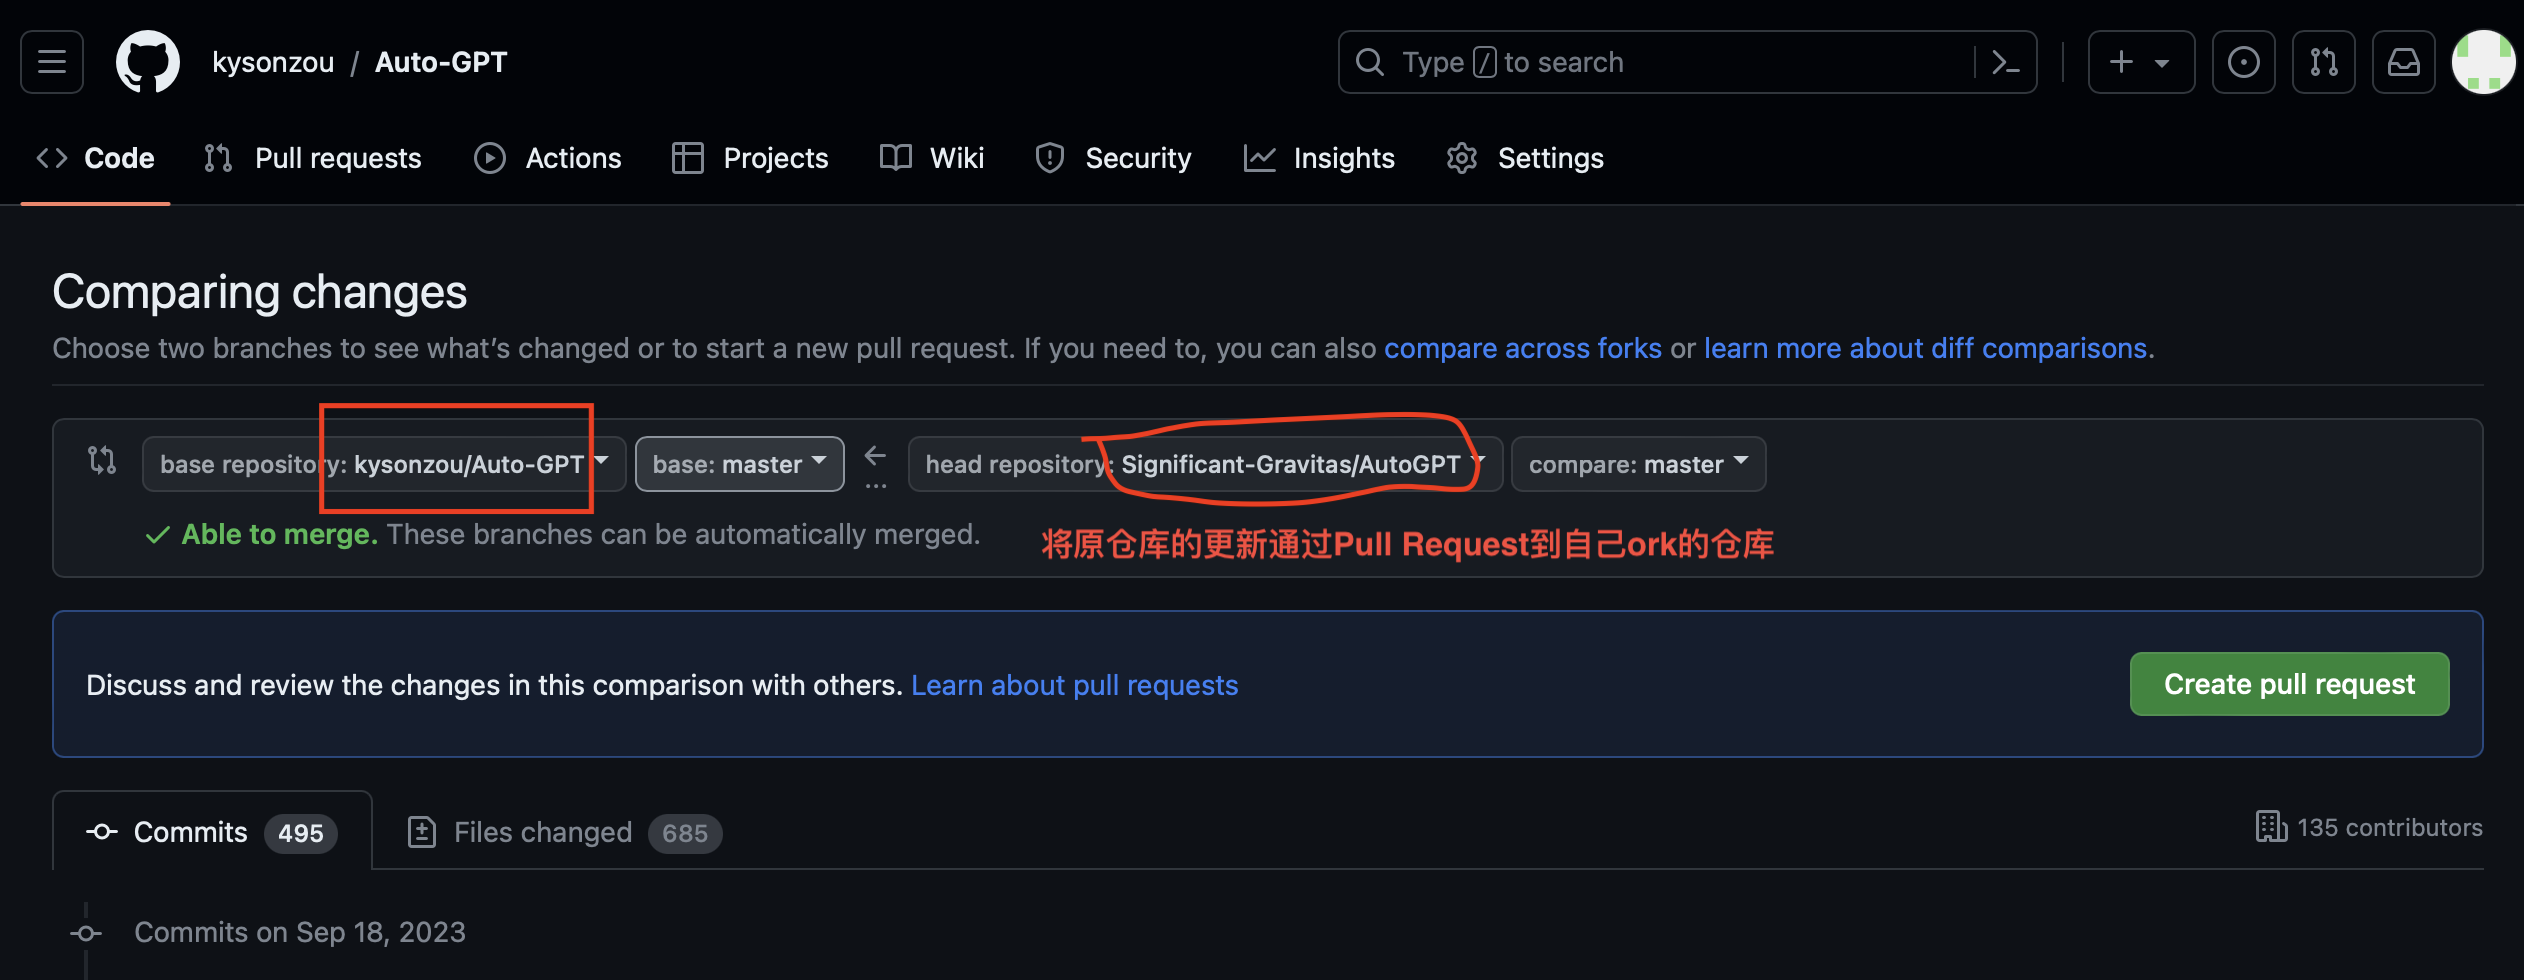 kysonzou / Auto-GPT
Type / to search
Code Pull requests Actions Projects Wiki Security Insights Settings
Comparing changes
Choose two branches to see what's changed or to start a new pull request. If you need to, you can also compare across forks or learn more about diff comparisons.
base repository: kysonzou/Auto-GPT base: master head repository: Significant-Gravitas/AutoGPT compare: master
Able to merge. These branches can be automatically merged.
将原仓库的更新通过Pull Request到自己ork的仓库
Discuss and review the changes in this comparison with others. Learn about pull requests
Create pull request
Commits 495 Files changed 685
135 contributors
Commits on Sep 18, 2023